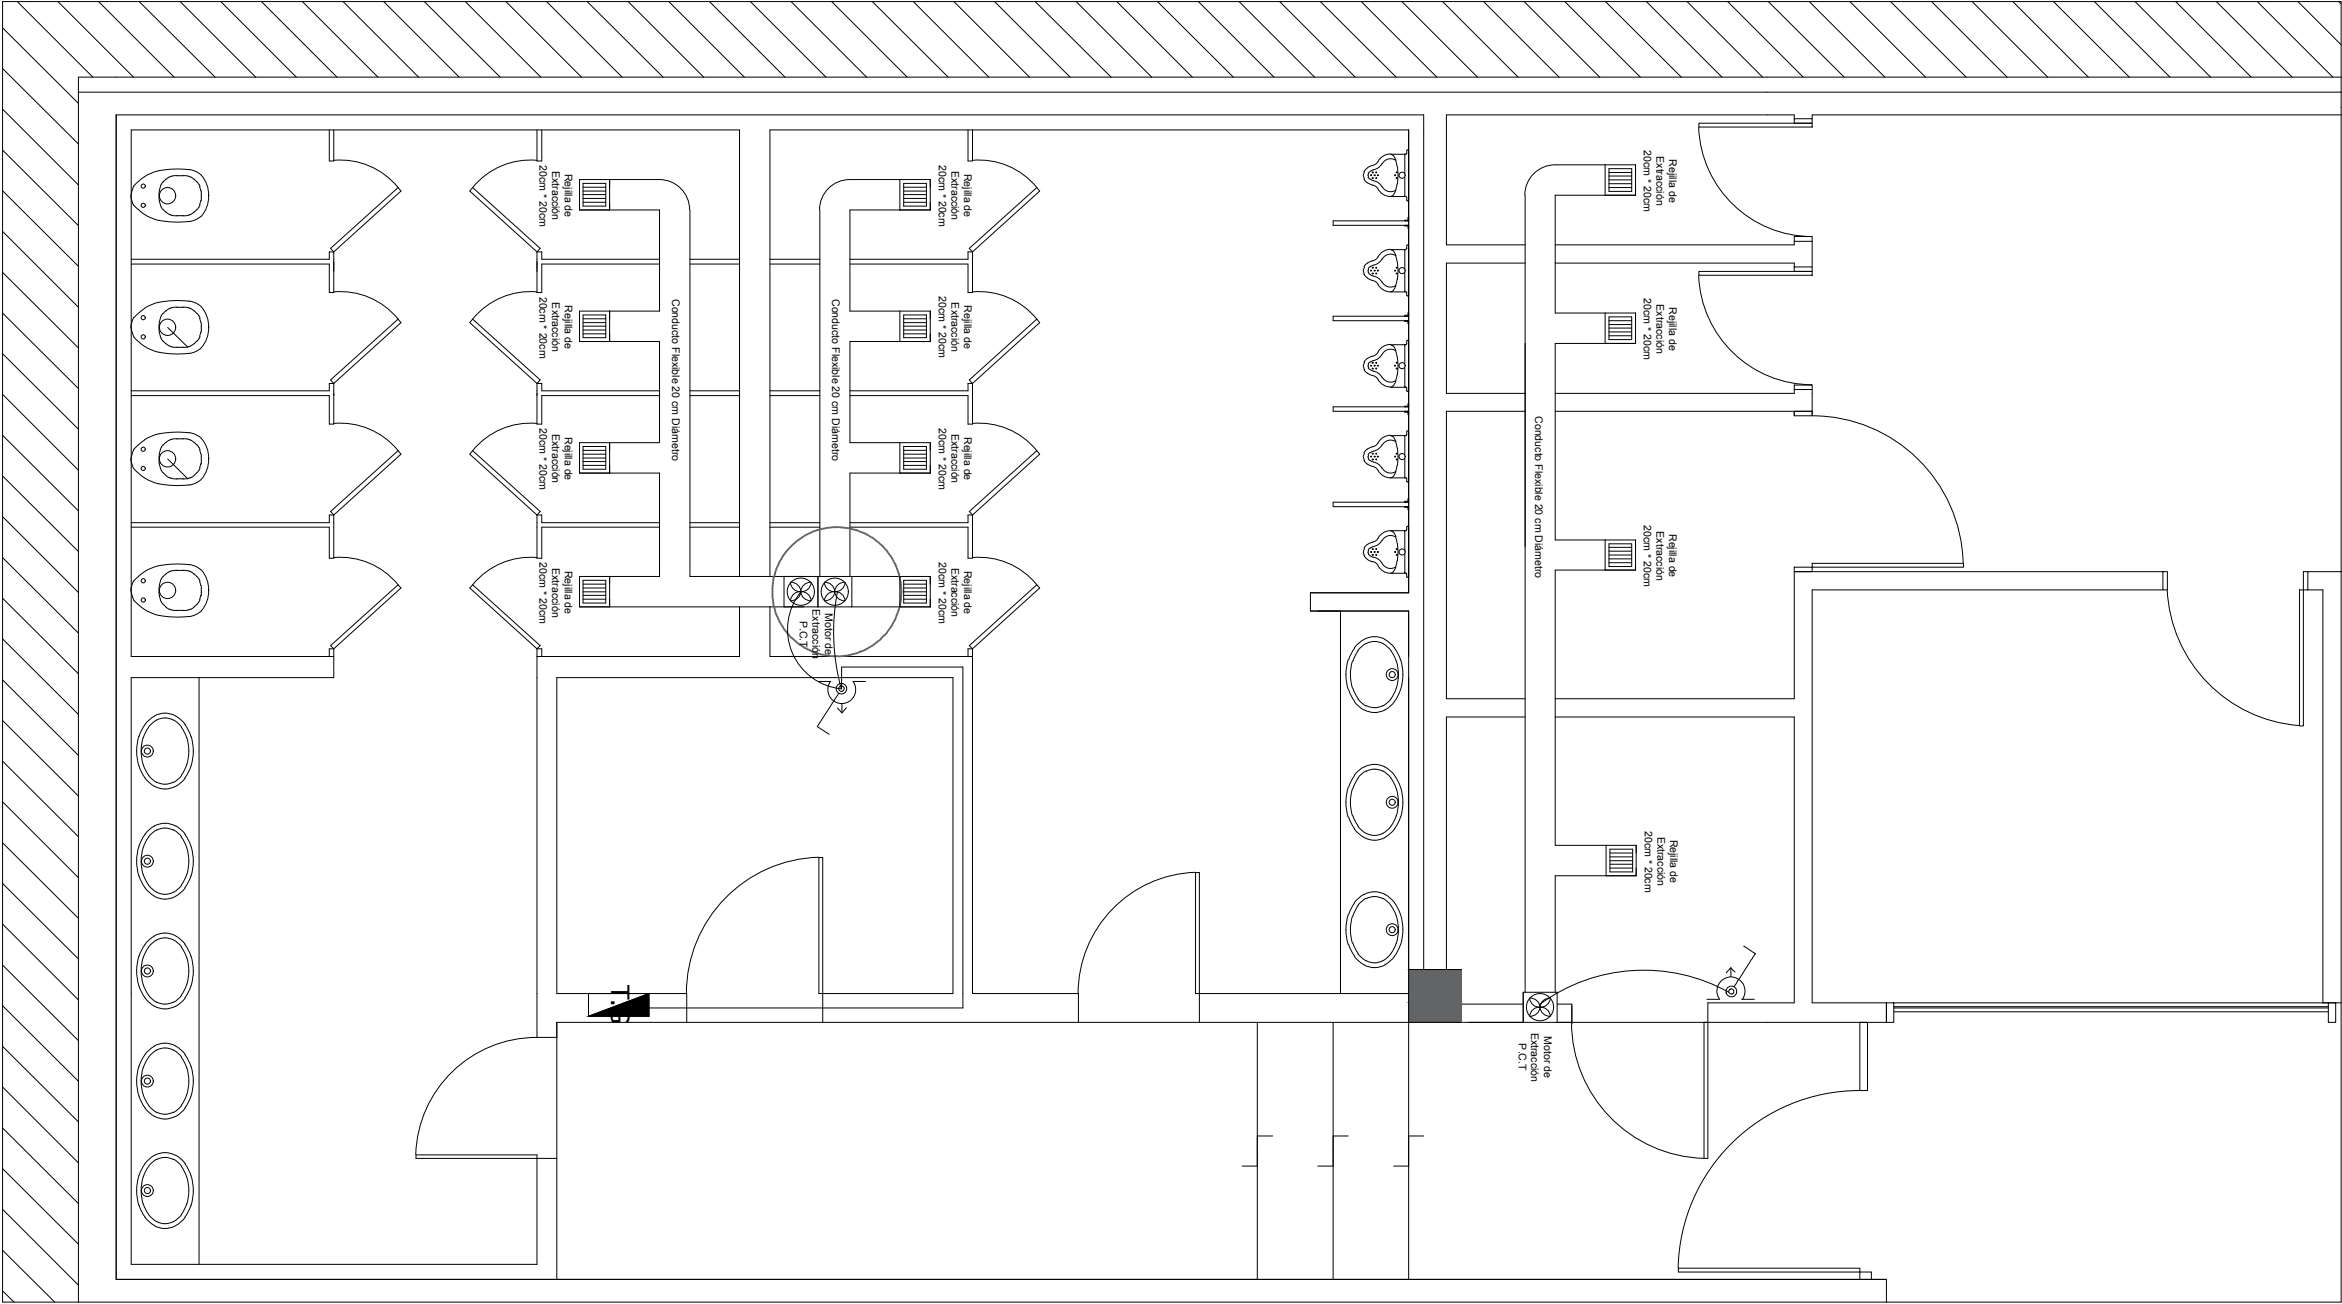 Rejilla de
Extracción
20cm * 20cm
Rejilla de
Extracción
20cm * 20cm
Rejilla de
Extracción
20cm * 20cm
Rejilla de
Extracción
20cm * 20cm
Conducto Flexible 20 cm Diámetro
Conducto Flexible 20 cm Diámetro
Rejilla de
Extracción
20cm * 20cm
Rejilla de
Extracción
20cm * 20cm
Rejilla de
Extracción
20cm * 20cm
Rejilla de
Extracción
20cm * 20cm
Motor de
Extracción
P.C.T
Rejilla de
Extracción
20cm * 20cm
Rejilla de
Extracción
20cm * 20cm
Conducto Flexible 20 cm Diámetro
Rejilla de
Extracción
20cm * 20cm
Rejilla de
Extracción
20cm * 20cm
Motor de
Extracción
P.C.T